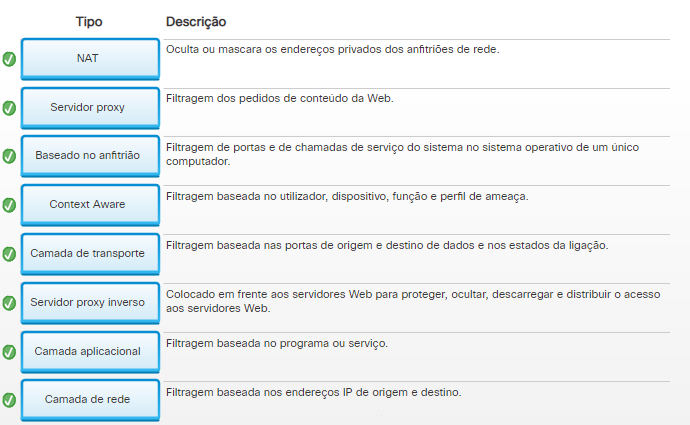 Tipo Descrição
NAT Oculta ou mascara os endereços privados dos anfitriões de rede.
Servidor proxy Filtragem dos pedidos de conteúdo da Web.
Baseado no anfitrião Filtragem de portas e de chamadas de serviço do sistema no sistema operativo de um único
computador.
Context Aware Filtragem baseada no utilizador, dispositivo, função e perfil de ameaça.
Camada de transporte Filtragem baseada nas portas de origem e destino de dados e nos estados da ligação.
Servidor proxy inverso Colocado em frente aos servidores Web para proteger, ocultar, descarregar e distribuir o acesso
aos servidores Web.
Camada aplicacional Filtragem baseada no programa ou serviço.
Camada de rede Filtragem baseada nos endereços IP de origem e destino.